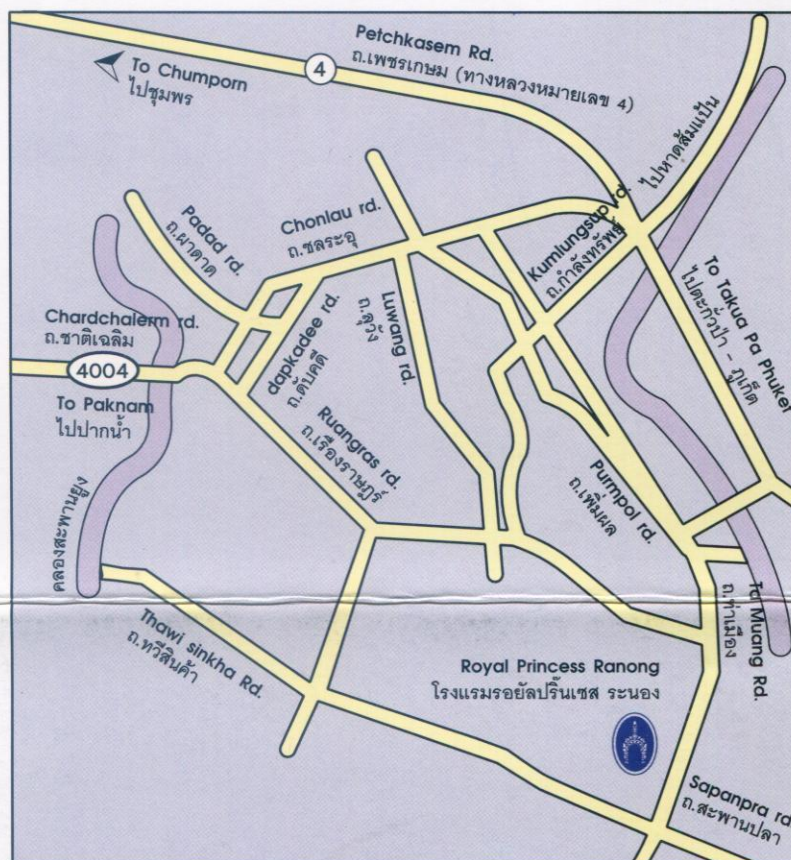 Petchkasem Rd.
ถ.เพชรเกษม (ทางหลวงหมายเลข 4)
4
To Chumporn
ไปชุมพร
ไปหาดส้มแป้น
Padad rd.
ถ.ผาดาด
Chonlau rd.
ถ.ชลระอุ
Kumlungsup rd.
ถ.กำลังทรัพย์
To Takua Pa Phuket
ไปตะกั่วป่า - ภูเก็ต
Chardchalerm rd.
ถ.ชาติเฉลิม
4004
To Paknam
ไปปากน้ำ
dapkadee rd.
ถ.ดับคดี
Luwang rd.
ถ.ลุวัง
Ruangras rd.
ถ.เรืองราษฎร์
Purmpol rd.
ถ.เพิ่มผล
คลองสะพานยูง
Thawi sinkha Rd.
ถ.ทวีสินค้า
Ta Muang Rd.
ถ.ท่าเมือง
Royal Princess Ranong
โรงแรมรอยัลปริ้นเซส ระนอง
Sapanpra rd
ถ.สะพานปลา